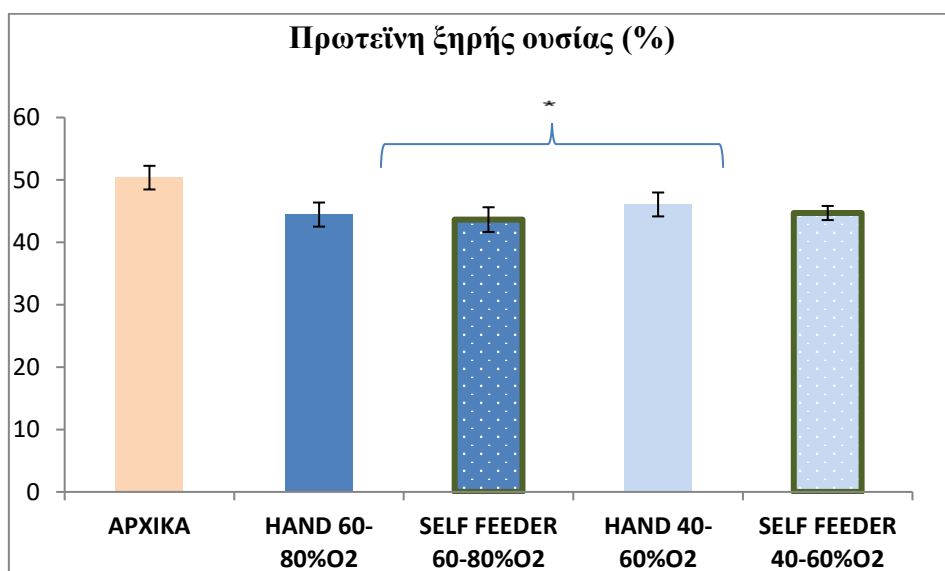 Πρωτεϊνη ξηρής ουσίας (%)
*
60
50
40
30
20
10
0
ΑΡΧΙΚΑ
HAND 60-
80%O2
SELF FEEDER
60-80%O2
HAND 40-
60%O2
SELF FEEDER
40-60%O2